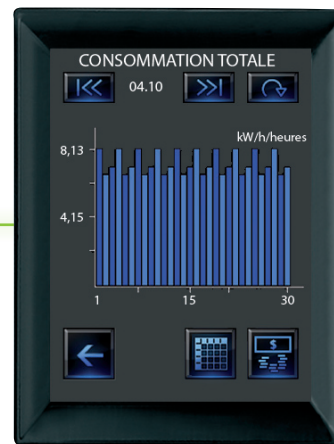 CONSOMMATION TOTALE
04.10
kW/h/heures
8,13
4,15
1 15 30
$